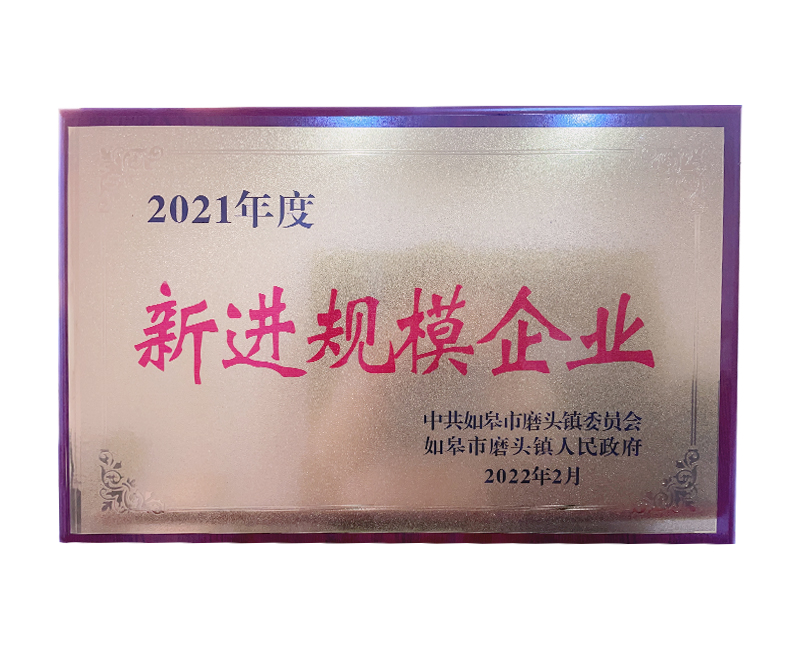 2021年度
新进规模企业
中共如皋市磨头镇委员会
如皋市磨头镇人民政府
2022年2月